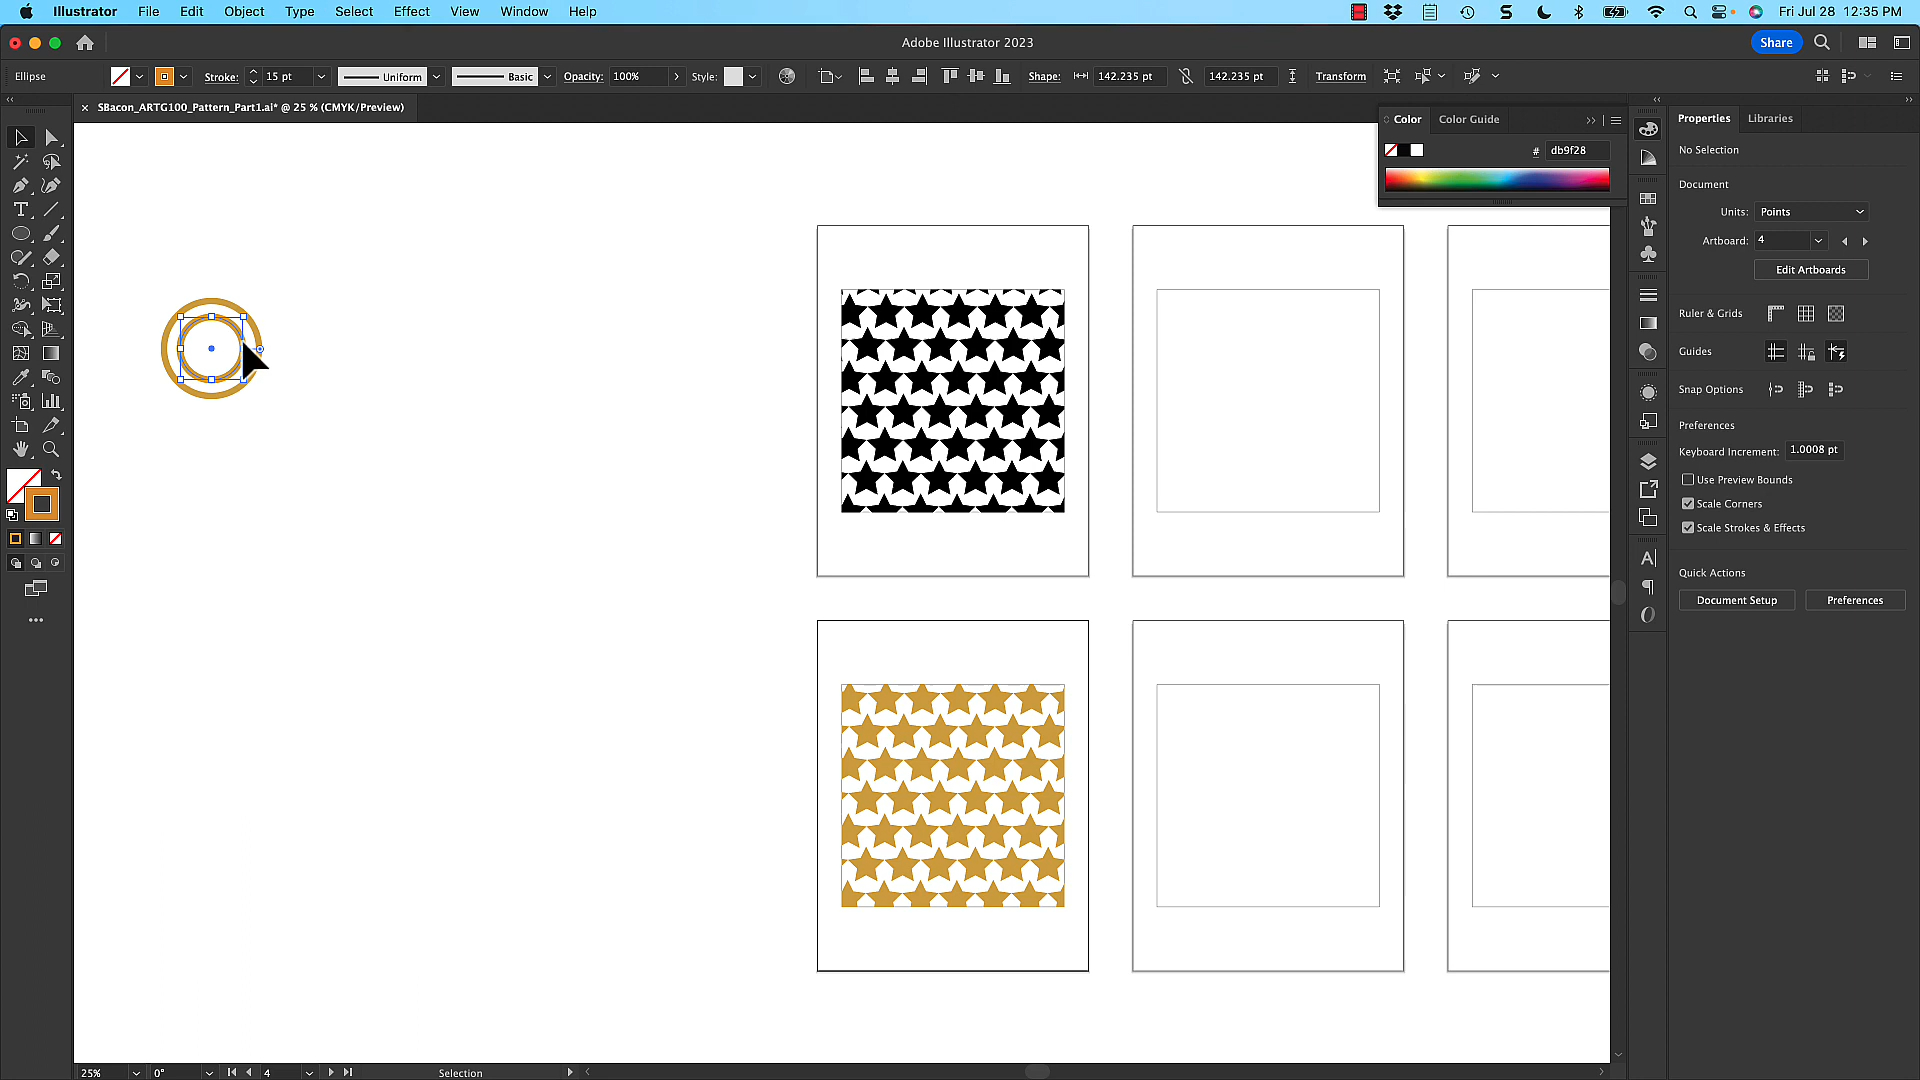 Illustrator File Edit Object Type Select Effect View Window Help Fri Jul 28 12:35 PM
Adobe Illustrator 2023 Share
Ellipse Stroke: 15 pt Uniform Basic Opacity: 100% Style: Shape: 142.235 pt 142.235 pt Transform
SBacon_ARTG100_Pattern_Part1.ai* @ 25 % (CMYK/Preview)
Color Color Guide
# db9f28
Properties Libraries
No Selection
Document
Units: Points
Artboard: 4
Edit Artboards
Ruler & Grids
Guides
Snap Options
Preferences
Keyboard Increment: 1.0008 pt
Use Preview Bounds
Scale Corners
Scale Strokes & Effects
Quick Actions
Document Setup Preferences
25% 0° 4 Selection